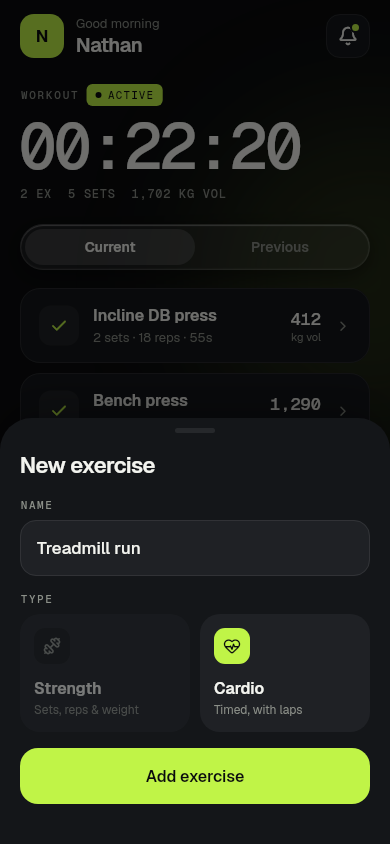 N
Good morning
Nathan
WORKOUT
ACTIVE
00:22:20
2 EX 5 SETS 1,702 KG VOL
Current
Previous
Incline DB press
2 sets · 18 reps · 55s
412
kg vol
Bench press
1,290
New exercise
NAME
Treadmill run
TYPE
Strength
Sets, reps & weight
Cardio
Timed, with laps
Add exercise